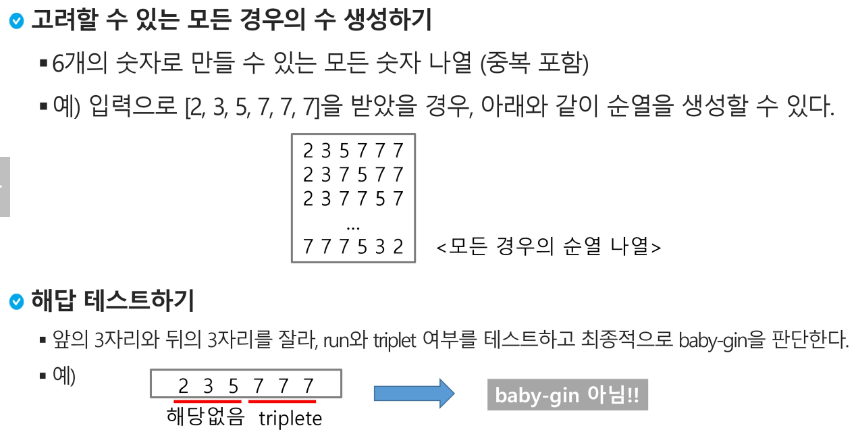 고려할 수 있는 모든 경우의 수 생성하기
6개의 숫자로 만들 수 있는 모든 숫자 나열 (중복 포함)
예) 입력으로 [2, 3, 5, 7, 7, 7]을 받았을 경우, 아래와 같이 순열을 생성할 수 있다.
2 3 5 7 7 7
2 3 7 5 7 7
2 3 7 7 5 7
...
7 7 7 5 3 2
<모든 경우의 순열 나열>
해답 테스트하기
앞의 3자리와 뒤의 3자리를 잘라, run와 triplet 여부를 테스트하고 최종적으로 baby-gin을 판단한다.
예)
2 3 5 7 7 7
해당없음 triplete
baby-gin 아님!!